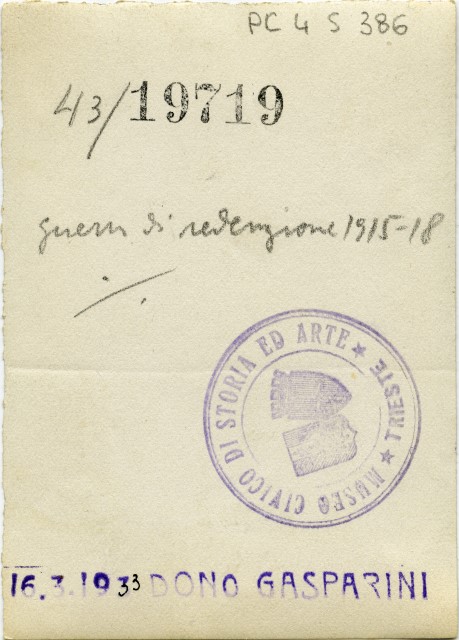 PC 4 S 386
43/19719
guerra di redenzione 1915-18
MUSEO CIVICO DI STORIA ED ARTE ★ TRIESTE ★
16.3.1933 DONO GASPARINI